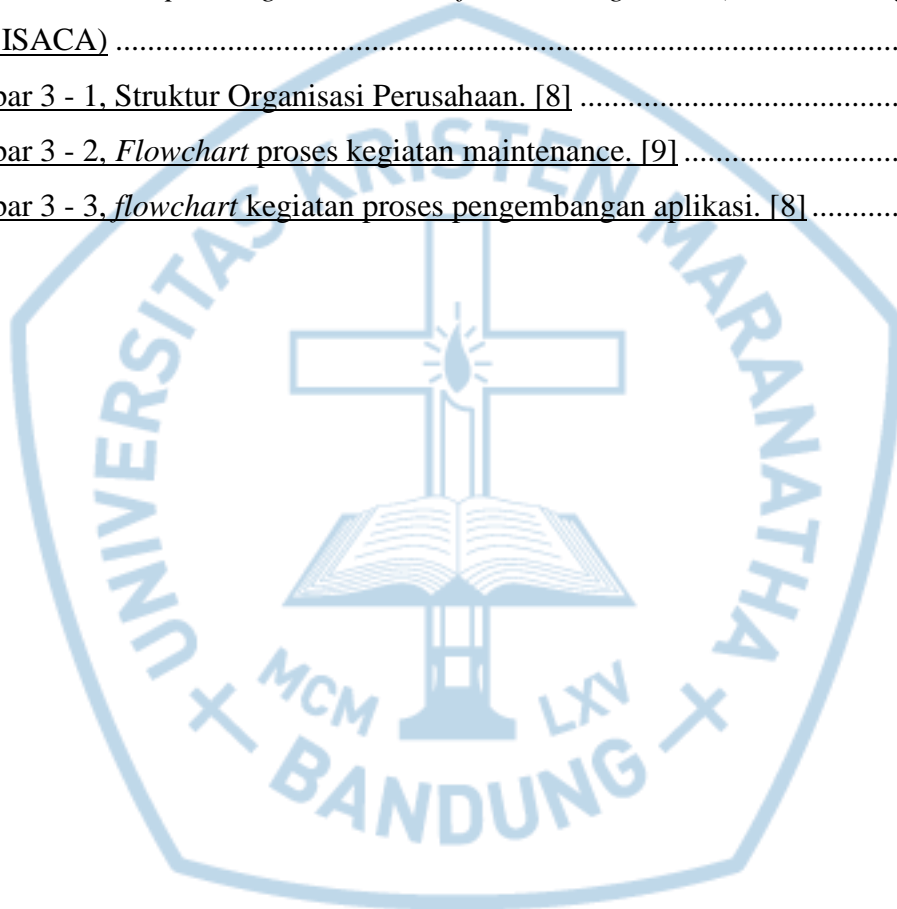 ISACA) ........................................................................
bar 3 - 1, Struktur Organisasi Perusahaan. [8] .............................
bar 3 - 2, Flowchart proses kegiatan maintenance. [9] ....................
bar 3 - 3, flowchart kegiatan proses pengembangan aplikasi. [8] ..........
UNIVERSITAS KRISTEN MARANATHA
MCM LXV
BANDUNG